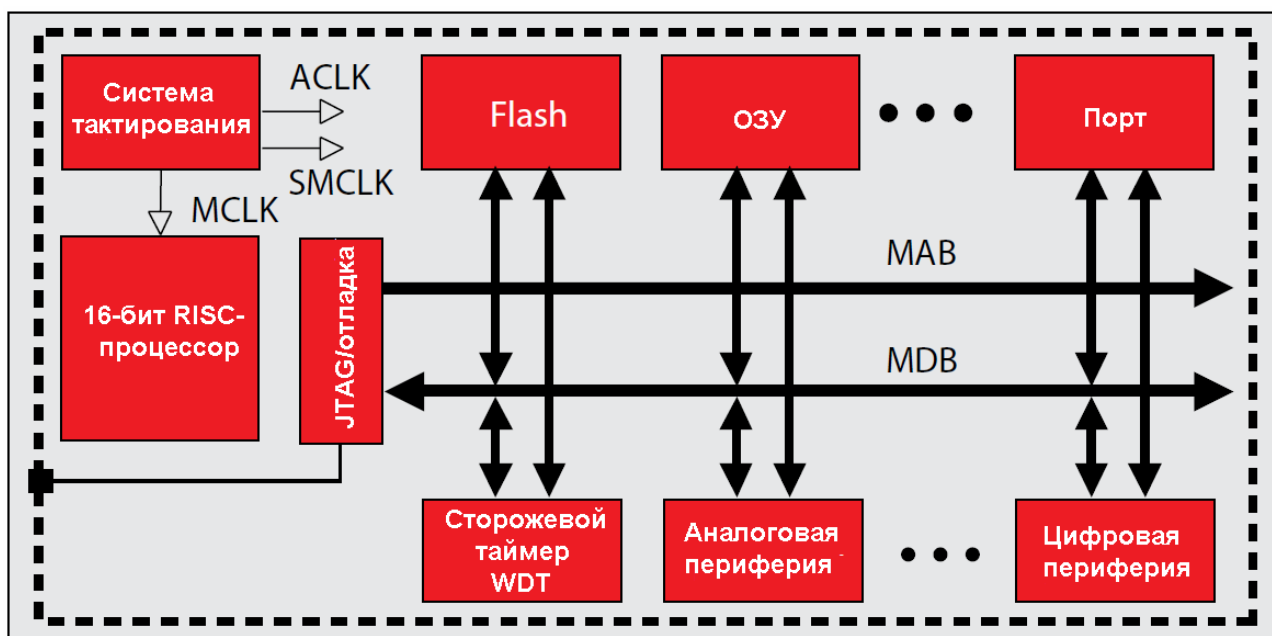 Система
тактирования
ACLK
SMCLK
MCLK
Flash
ОЗУ
Порт
16-бит RISC-
процессор
JTAG/отладка
MAB
MDB
Сторожевой
таймер
WDT
Аналоговая
периферия
Цифровая
периферия